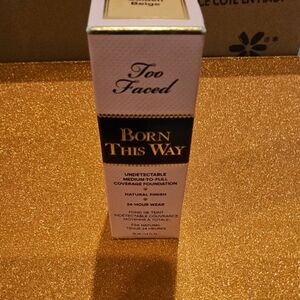 Beige
Too
Faced
BORN
THIS WAY
UNDETECTABLE
MEDIUM-TO-FULL
COVERAGE FOUNDATION
NATURAL FINISH
24-HOUR WEAR
FOND DE TEINT
INDÉTECTABLE COUVRANCE
MOYENNE À TOTALE
FINI NATUREL
TENUE 24 HEURES